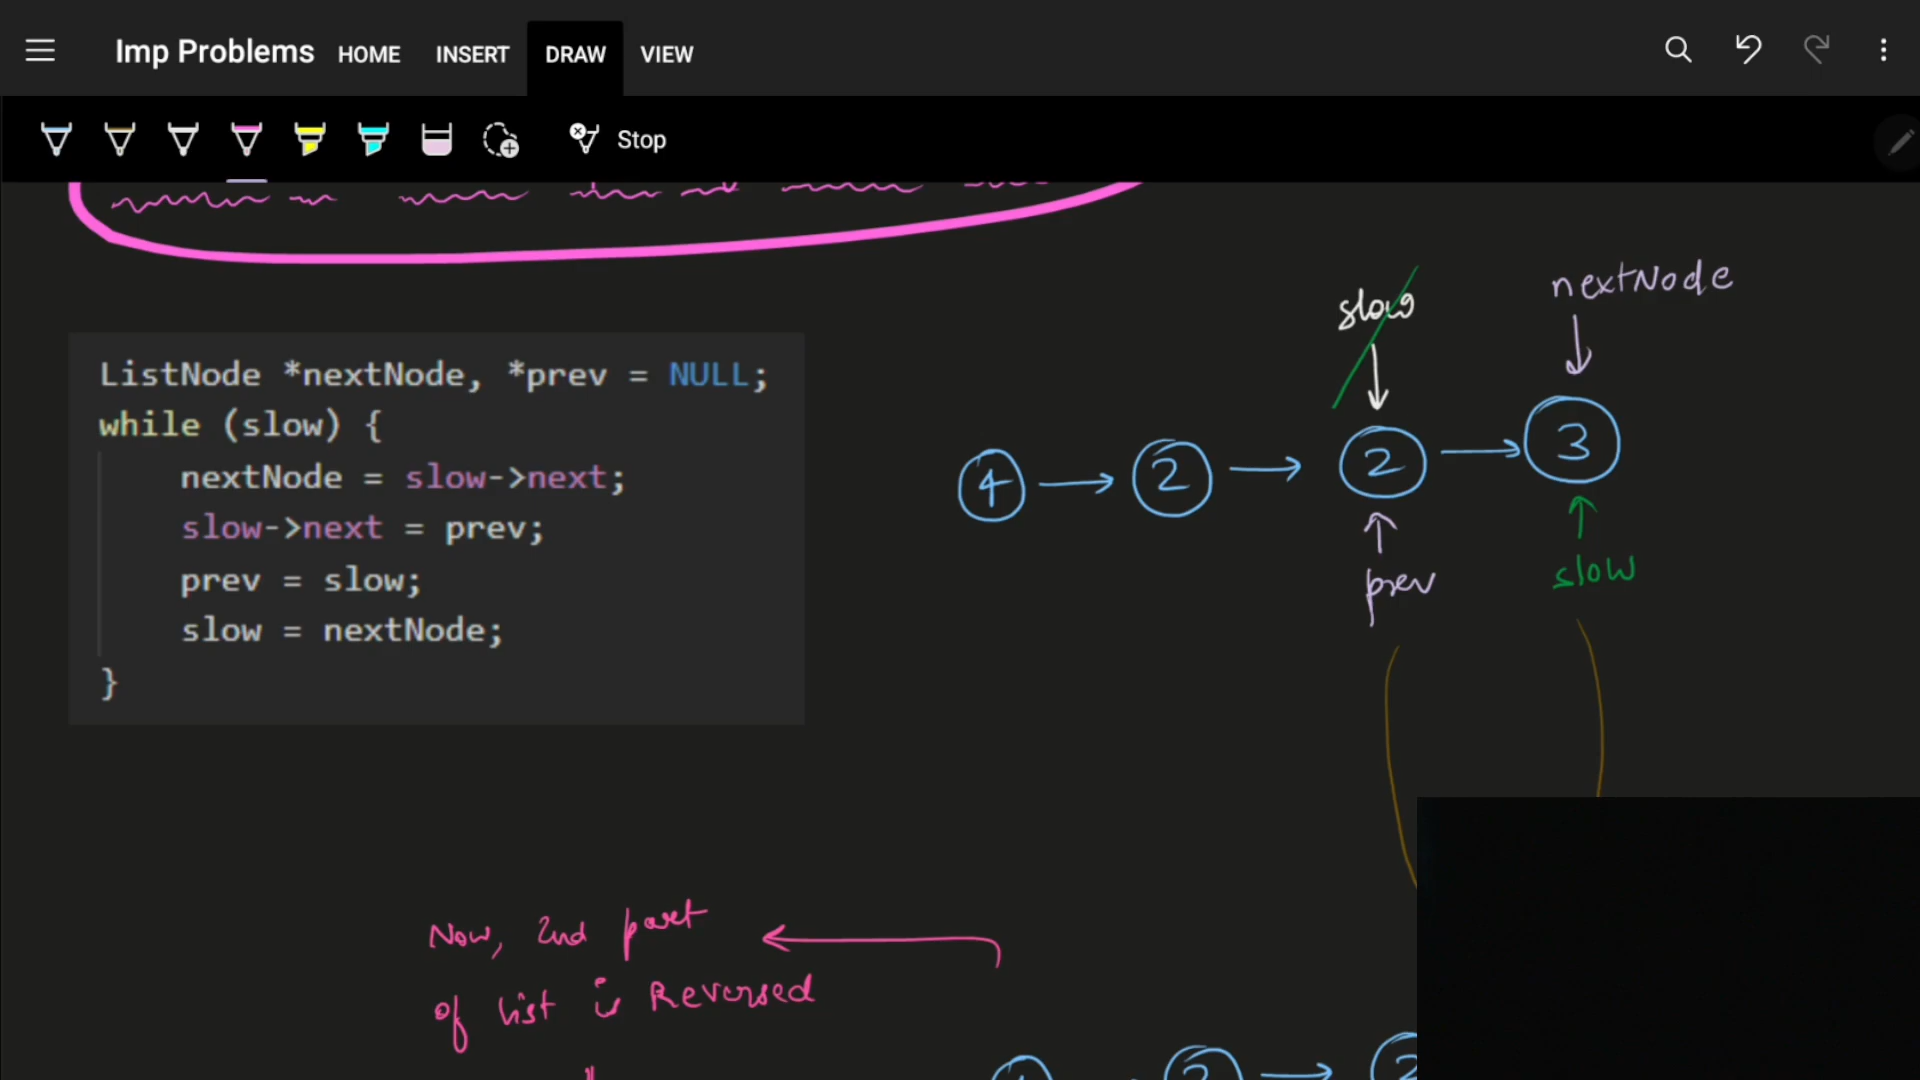 Imp Problems HOME INSERT DRAW VIEW
Stop
slow
nextNode
ListNode *nextNode, *prev = NULL;
while (slow) {
nextNode = slow->next;
slow->next = prev;
prev = slow;
slow = nextNode;
}
4 2 2 3
prev
slow
Now, 2nd part
of list is Reversed